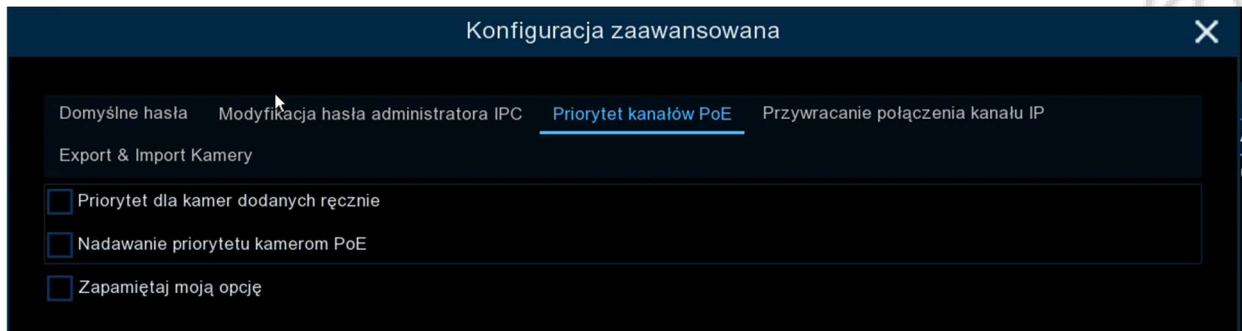 Konfiguracja zaawansowana
Domyślne hasła Modyfikacja hasła administratora IPC Priorytet kanałów PoE Przywracanie połączenia kanału IP
Export & Import Kamery
Priorytet dla kamer dodanych ręcznie
Nadawanie priorytetu kamerom PoE
Zapamiętaj moją opcję